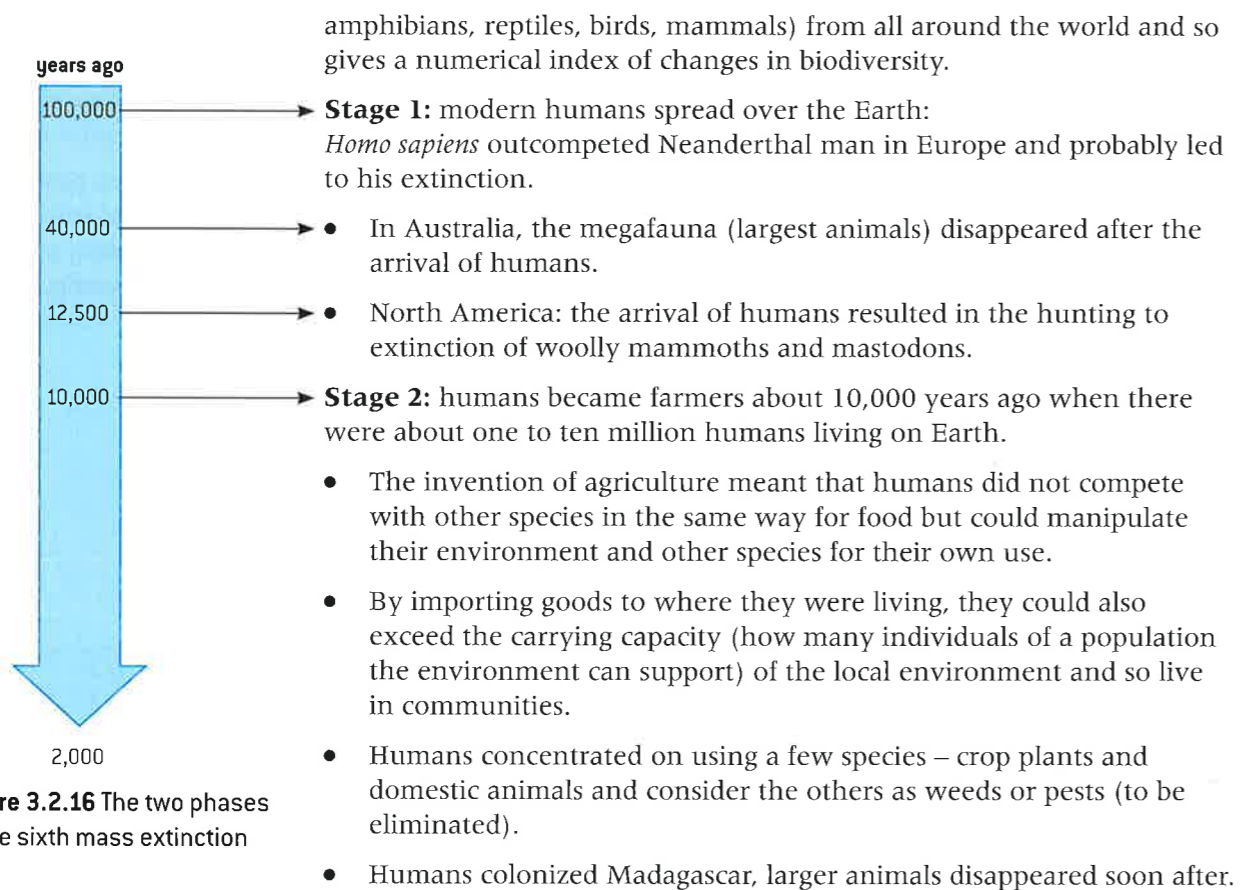 amphibians, reptiles, birds, mammals) from all around the world and so
gives a numerical index of changes in biodiversity.
years ago
100,000
Stage 1: modern humans spread over the Earth:
Homo sapiens outcompeted Neanderthal man in Europe and probably led
to his extinction.
40,000
• In Australia, the megafauna (largest animals) disappeared after the
arrival of humans.
12,500
• North America: the arrival of humans resulted in the hunting to
extinction of woolly mammoths and mastodons.
10,000
Stage 2: humans became farmers about 10,000 years ago when there
were about one to ten million humans living on Earth.
• The invention of agriculture meant that humans did not compete
with other species in the same way for food but could manipulate
their environment and other species for their own use.
• By importing goods to where they were living, they could also
exceed the carrying capacity (how many individuals of a population
the environment can support) of the local environment and so live
in communities.
2,000
• Humans concentrated on using a few species – crop plants and
domestic animals and consider the others as weeds or pests (to be
eliminated).
• Humans colonized Madagascar, larger animals disappeared soon after.
re 3.2.16 The two phases
e sixth mass extinction